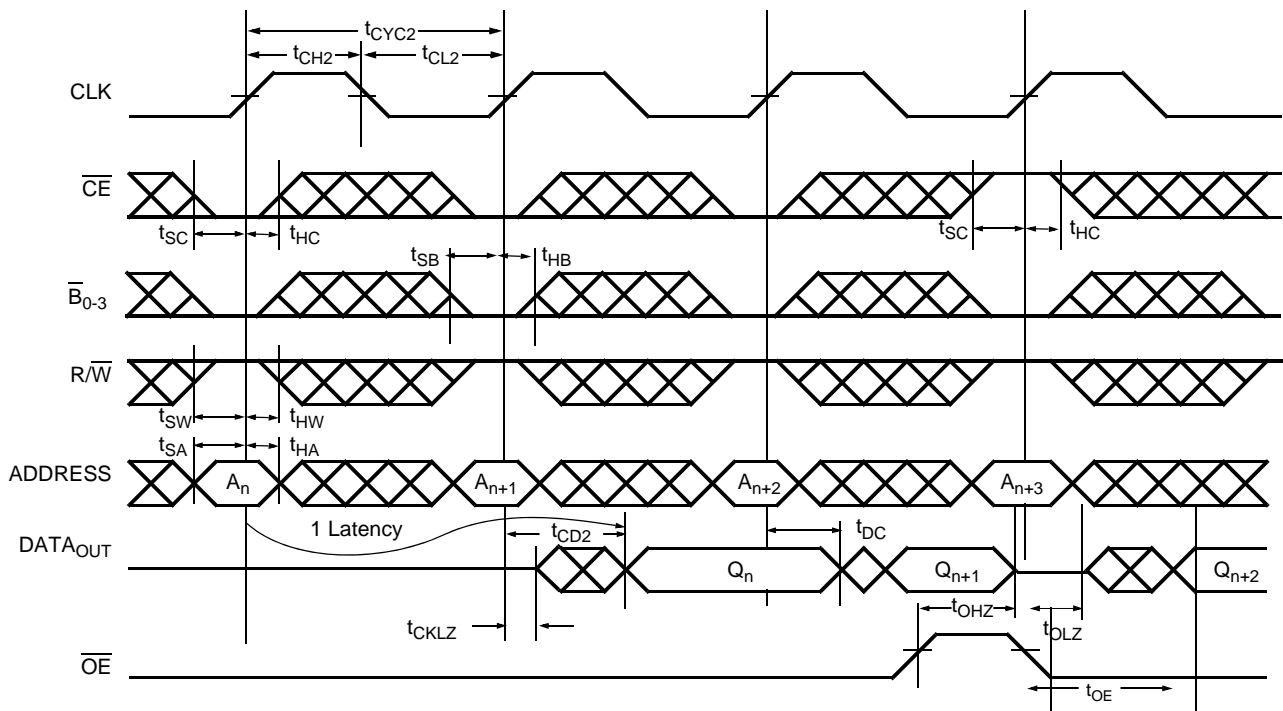 tCYC2
tCH2 tCL2
CLK
CE
tSC tHC tSC tHC
tSB tHB
B0-3
R/W
tSW tHW
tSA tHA
ADDRESS An An+1 An+2 An+3
1 Latency tCD2 tDC
DATAOUT Qn Qn+1 Qn+2
tOHZ
tCKLZ tOLZ
OE
tOE